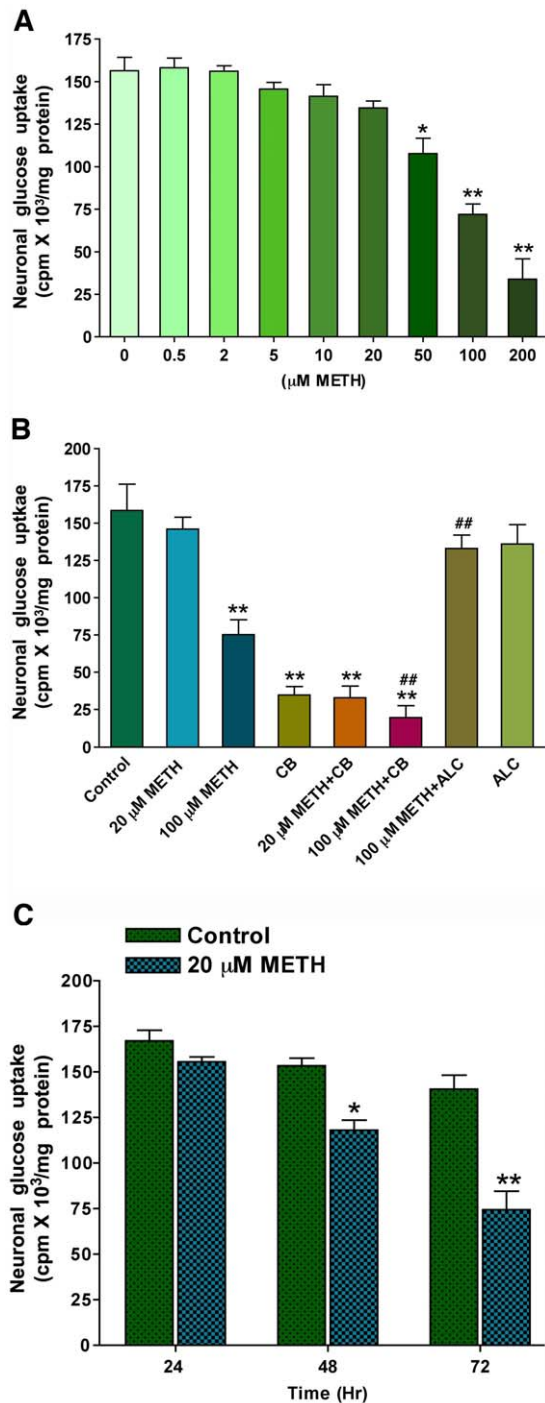 A
Neuronal glucose uptake
(cpm X 10³/mg protein)
175
150
125
100
75
50
25
0
*
**
**
0 0.5 2 5 10 20 50 100 200
(μM METH)
B
Neuronal glucose uptkae
(cpm X 10³/mg protein)
200
175
150
125
100
75
50
25
0
**
**
**
##
**
##
Control
20 μM METH
100 μM METH
CB
20 μM METH+CB
100 μM METH+CB
100 μM METH+ALC
ALC
C
Control
20 μM METH
Neuronal glucose uptake
(cpm X 10³/mg protein)
200
175
150
125
100
75
50
25
0
*
**
24 48 72
Time (Hr)